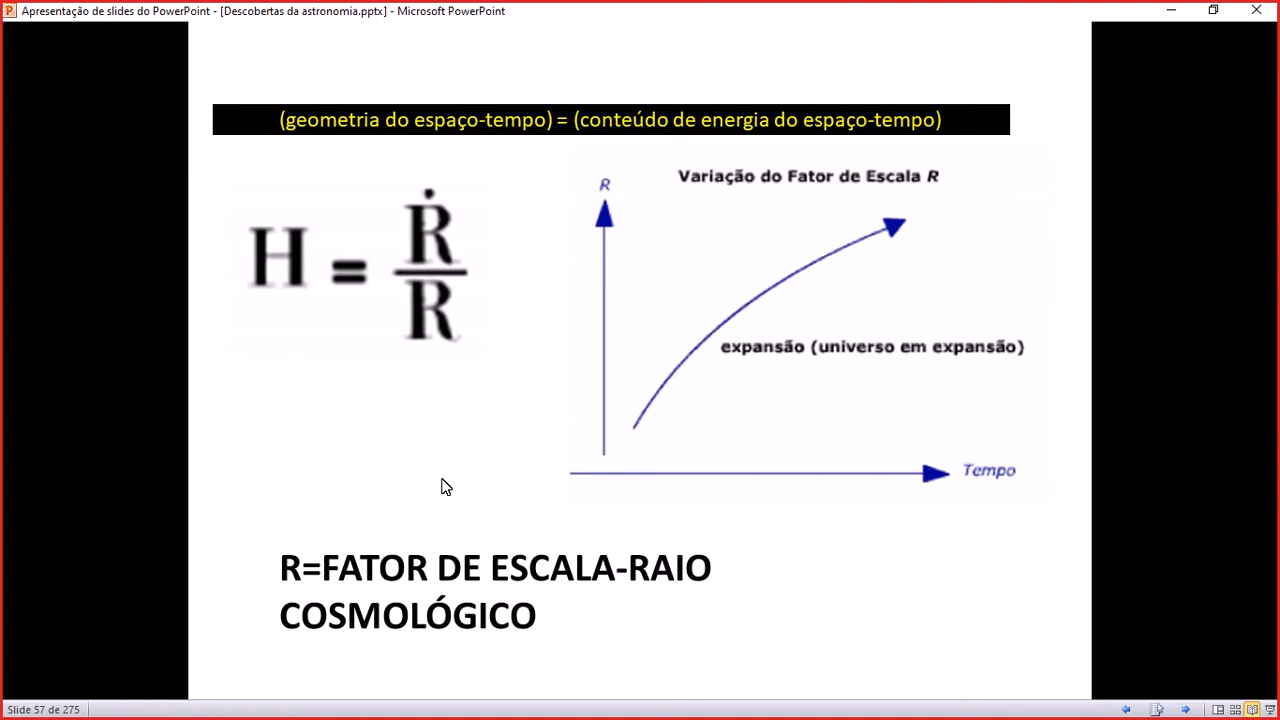 Apresentação de slides do PowerPoint - [Descobertas da astronomia.pptx] - Microsoft PowerPoint
(geometria do espaço-tempo) = (conteúdo de energia do espaço-tempo)
Variação do Fator de Escala R
R
H = Ṙ/R
expansão (universo em expansão)
Tempo
R=FATOR DE ESCALA-RAIO
COSMOLÓGICO
Slide 57 de 275